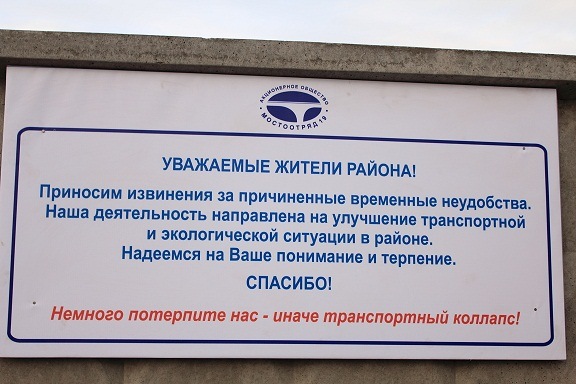 АКЦИОНЕРНОЕ ОБЩЕСТВО
МОСТООТРЯД 19
УВАЖАЕМЫЕ ЖИТЕЛИ РАЙОНА!
Приносим извинения за причиненные временные неудобства.
Наша деятельность направлена на улучшение транспортной
и экологической ситуации в районе.
Надеемся на Ваше понимание и терпение.
СПАСИБО!
Немного потерпите нас - иначе транспортный коллапс!